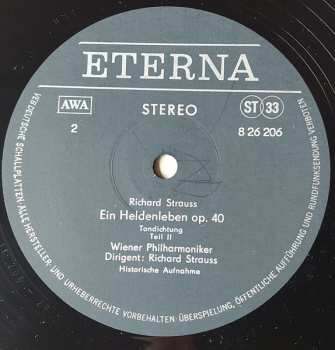 ETERNA
AWA
STEREO
ST 33
2
8 26 206
Richard Strauss
Ein Heldenleben op. 40
Tondichtung
Teil II
Wiener Philharmoniker
Dirigent: Richard Strauss
Historische Aufnahme
VEB DEUTSCHE SCHALLPLATTEN. ALLE HERSTELLER- UND URHEBERRECHTE VORBEHALTEN · ÜBERSPIELUNG, ÖFFENTLICHE AUFFÜHRUNG UND RUNDFUNKSENDUNG VERBOTEN